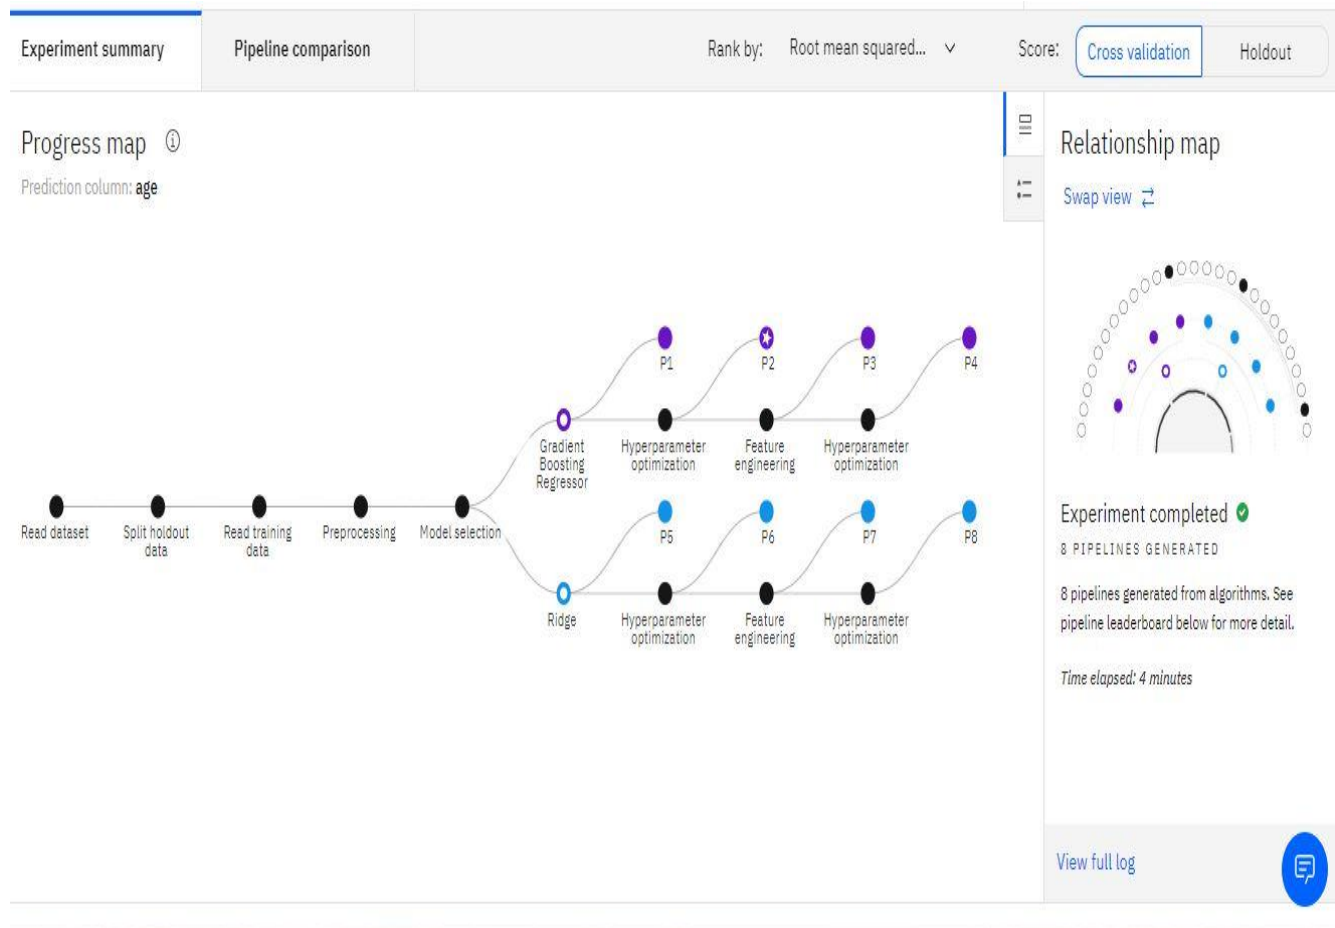 Experiment summary
Pipeline comparison
Rank by:
Root mean squared...
Score:
Cross validation
Holdout
Progress map
Prediction column: age
Relationship map
Swap view
P1
P2
P3
P4
Gradient
Boosting
Regressor
Hyperparameter
optimization
Feature
engineering
Hyperparameter
optimization
Read dataset
Split holdout
data
Read training
data
Preprocessing
Model selection
P5
P6
P7
P8
Ridge
Hyperparameter
optimization
Feature
engineering
Hyperparameter
optimization
Experiment completed
8 PIPELINES GENERATED
8 pipelines generated from algorithms. See
pipeline leaderboard below for more detail.
Time elapsed: 4 minutes
View full log